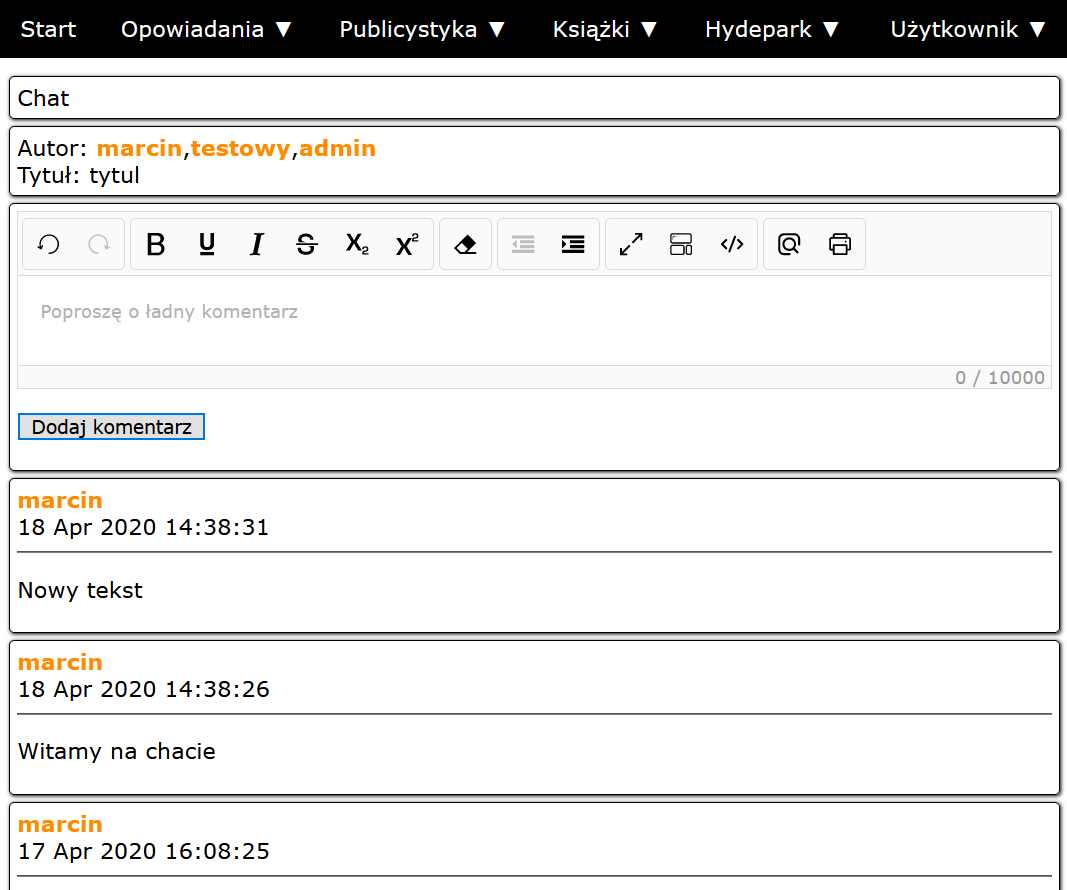 Start Opowiadania ▼ Publicystyka ▼ Książki ▼ Hydepark ▼ Użytkownik ▼
Chat
Autor: marcin,testowy,admin
Tytuł: tytul
B U I S X₂ X²
Poproszę o ładny komentarz
0 / 10000
Dodaj komentarz
marcin
18 Apr 2020 14:38:31
Nowy tekst
marcin
18 Apr 2020 14:38:26
Witamy na chacie
marcin
17 Apr 2020 16:08:25